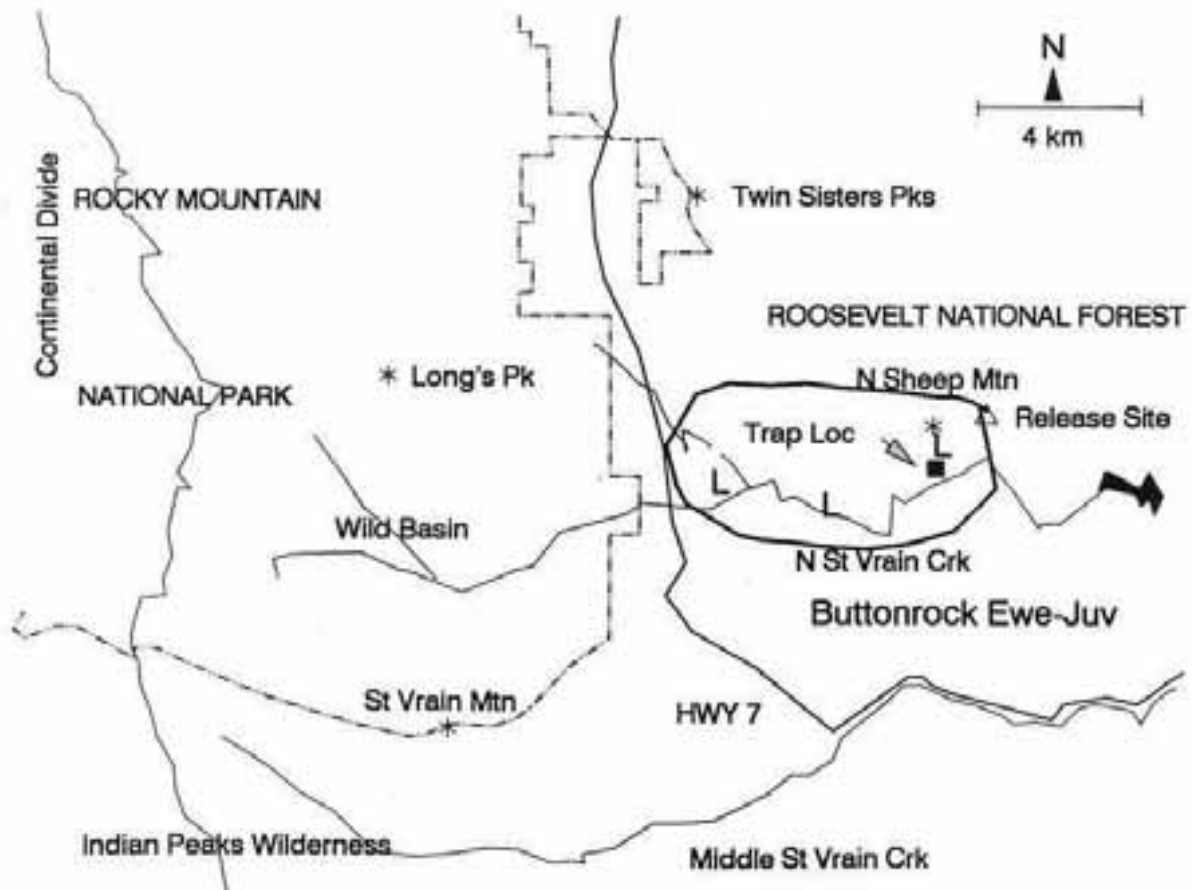 N
4 km
Continental Divide
ROCKY MOUNTAIN
Twin Sisters Pks
ROOSEVELT NATIONAL FOREST
Long's Pk
N Sheep Mtn
NATIONAL PARK
Release Site
Trap Loc
L
L
L
Wild Basin
N St Vrain Crk
Buttonrock Ewe-Juv
St Vrain Mtn
HWY 7
Indian Peaks Wilderness
Middle St Vrain Crk